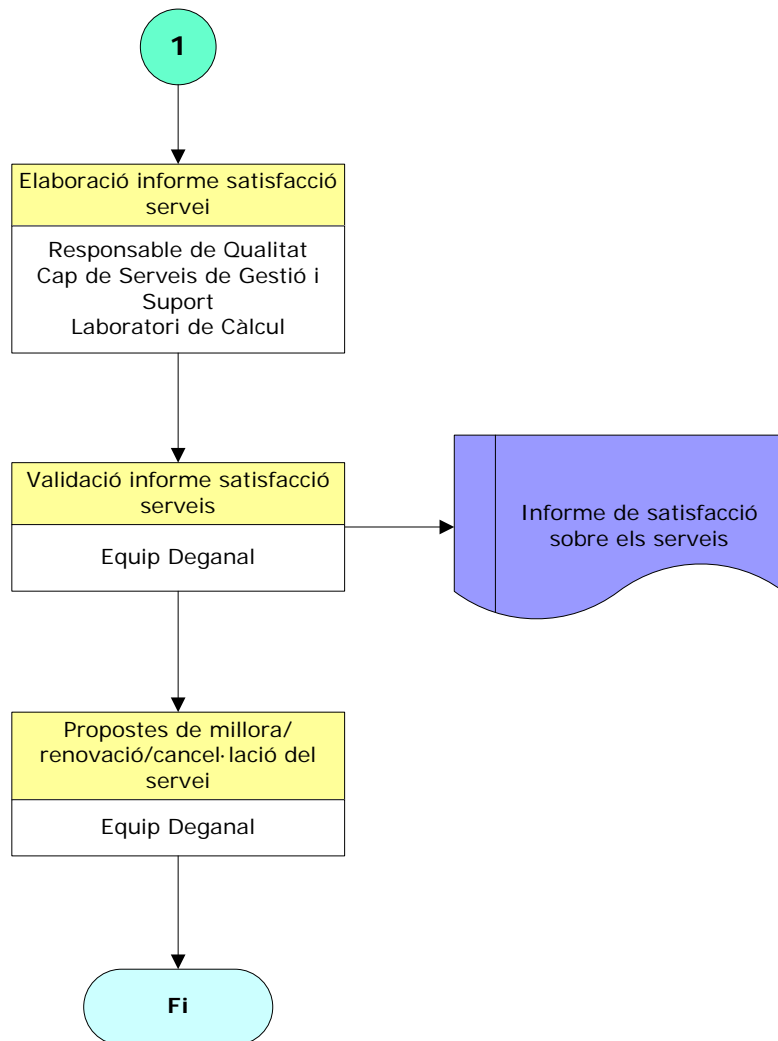 1
Elaboració informe satisfacció
servei
Responsable de Qualitat
Cap de Serveis de Gestió i
Suport
Laboratori de Càlcul
Validació informe satisfacció
serveis
Equip Deganal
Informe de satisfacció
sobre els serveis
Propostes de millora/
renovació/cancel·lació del
servei
Equip Deganal
Fi